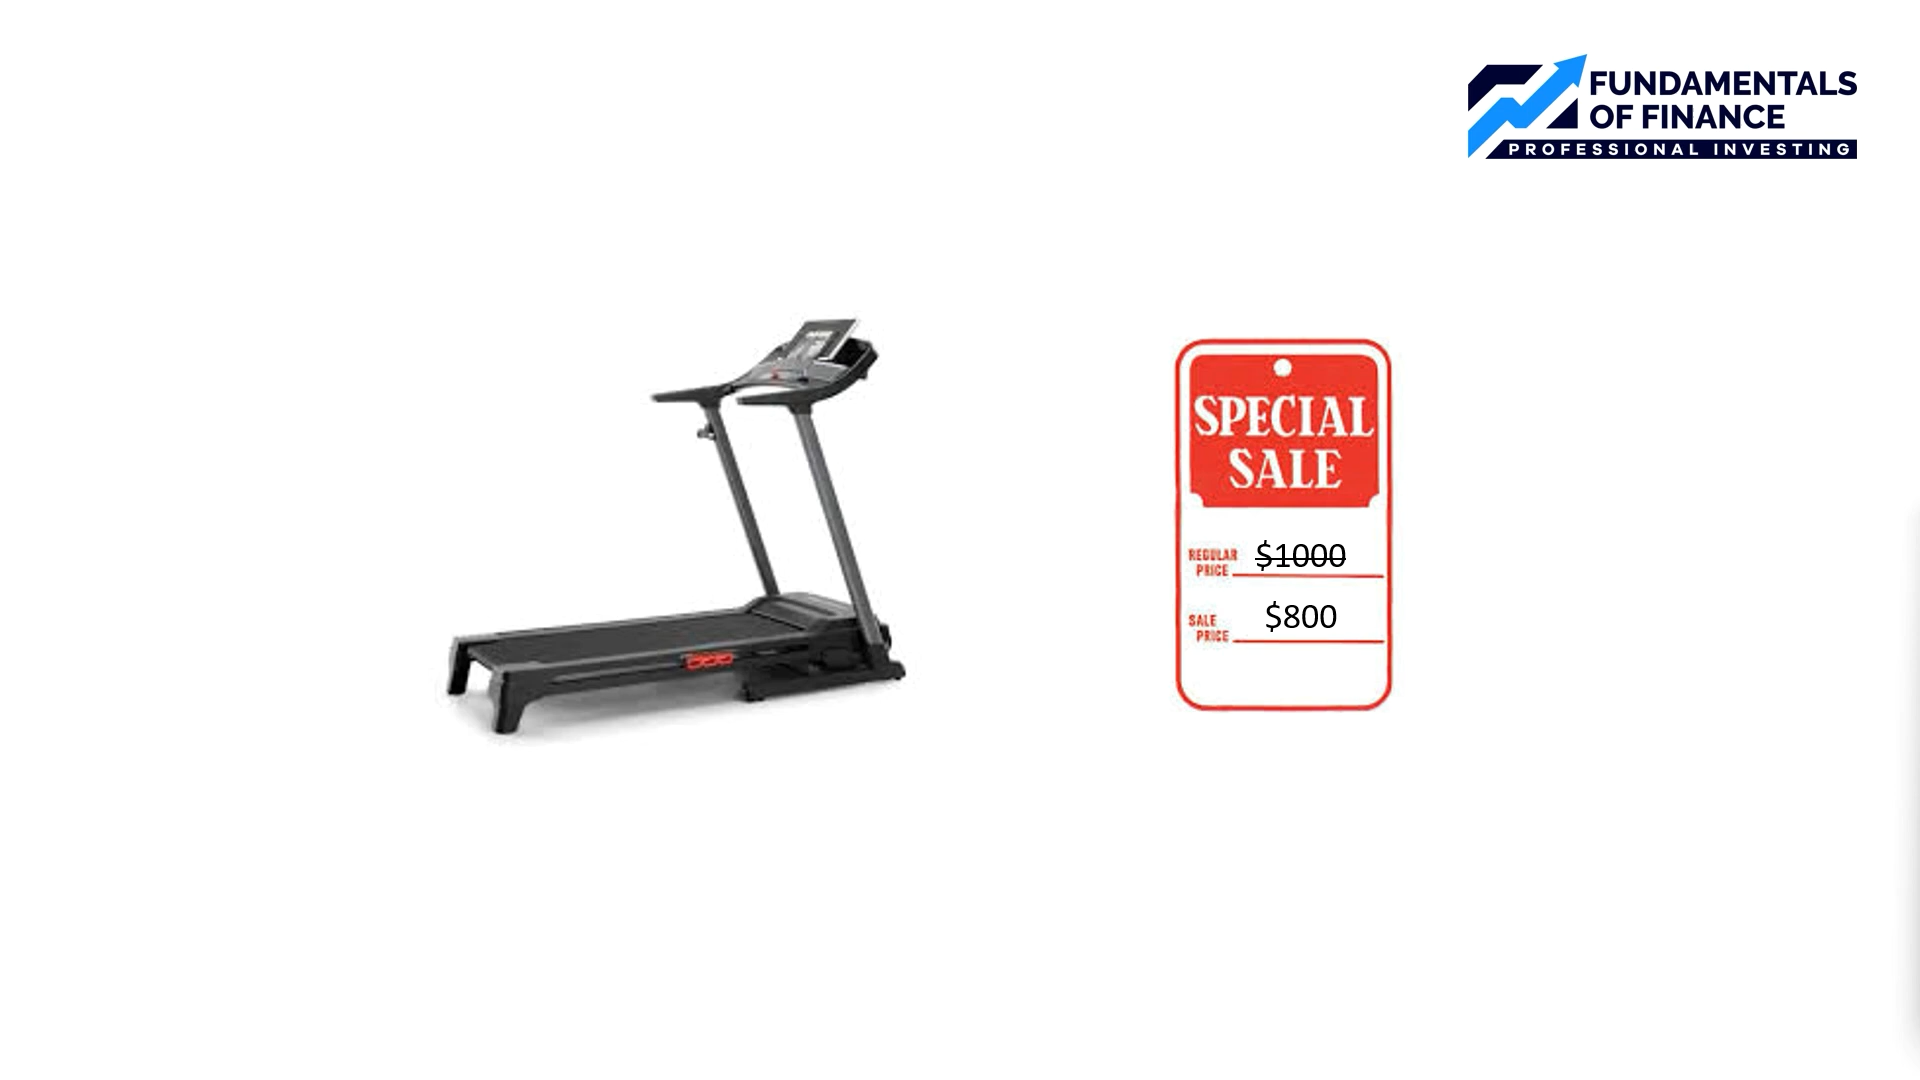 FUNDAMENTALS
OF FINANCE
PROFESSIONAL INVESTING
SPECIAL
SALE
REGULAR
PRICE
$1000
SALE
PRICE
$800